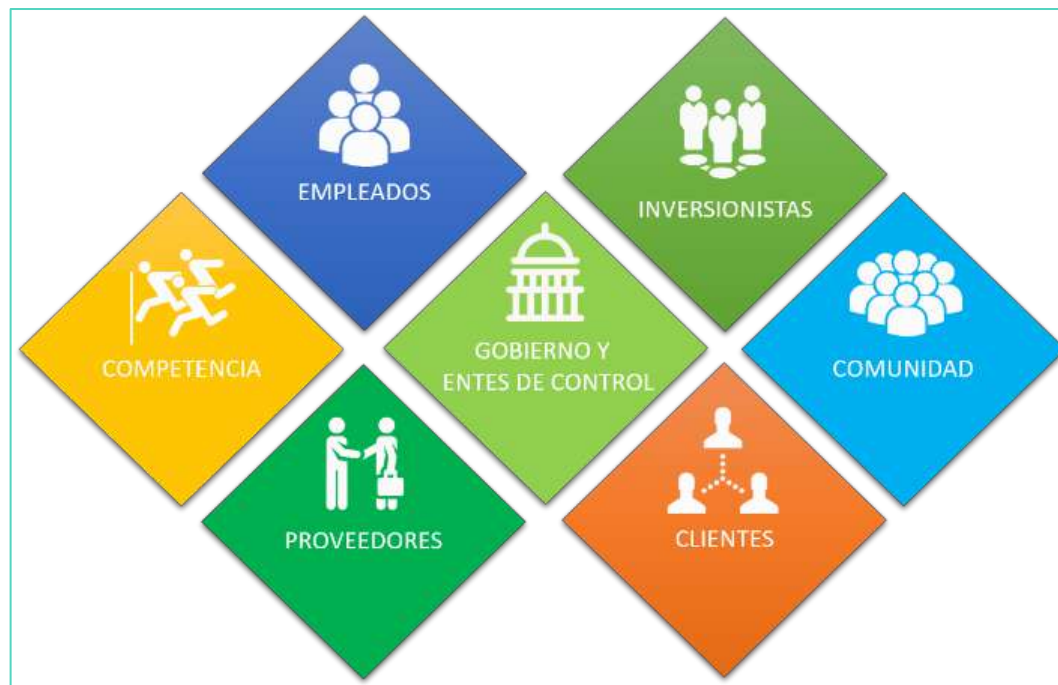 EMPLEADOS
INVERSIONISTAS
COMPETENCIA
GOBIERNO Y
ENTES DE CONTROL
COMUNIDAD
PROVEEDORES
CLIENTES